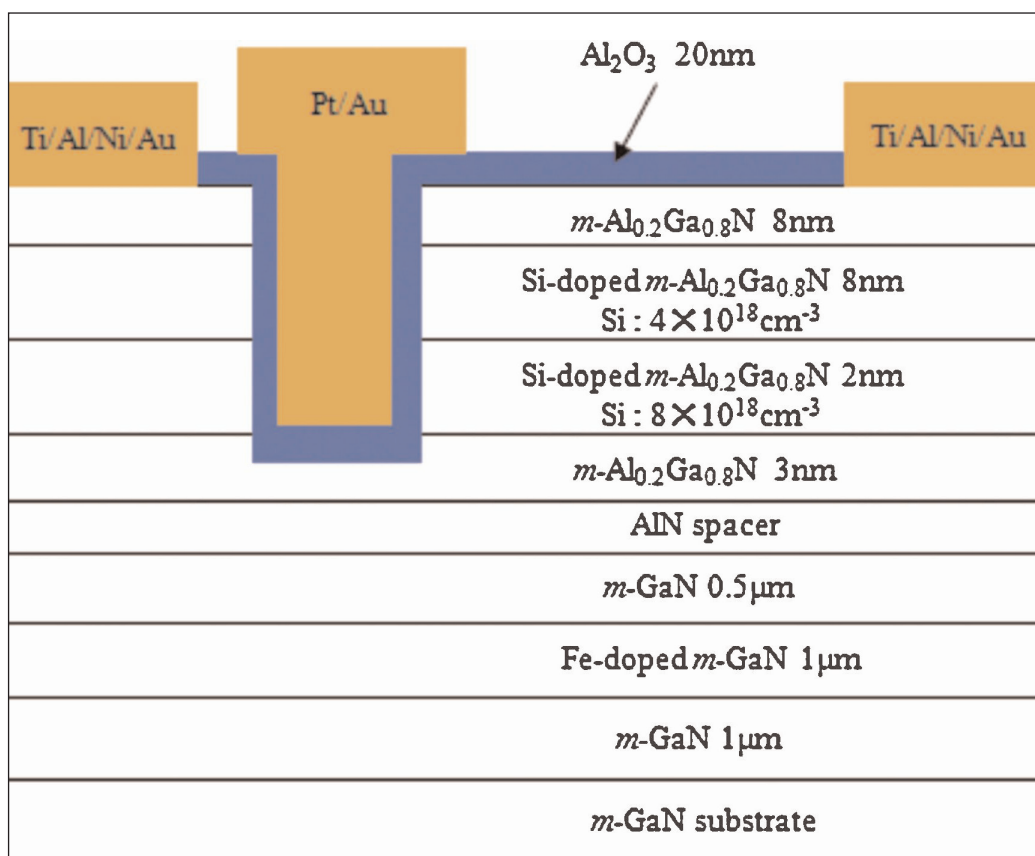 Al₂O₃ 20nm
Pt/Au
Ti/Al/Ni/Au
Ti/Al/Ni/Au
m-Al₀.₂Ga₀.₈N 8nm
Si-doped m-Al₀.₂Ga₀.₈N 8nm
Si : 4×10¹⁸cm⁻³
Si-doped m-Al₀.₂Ga₀.₈N 2nm
Si : 8×10¹⁸cm⁻³
m-Al₀.₂Ga₀.₈N 3nm
AlN spacer
m-GaN 0.5μm
Fe-doped m-GaN 1μm
m-GaN 1μm
m-GaN substrate